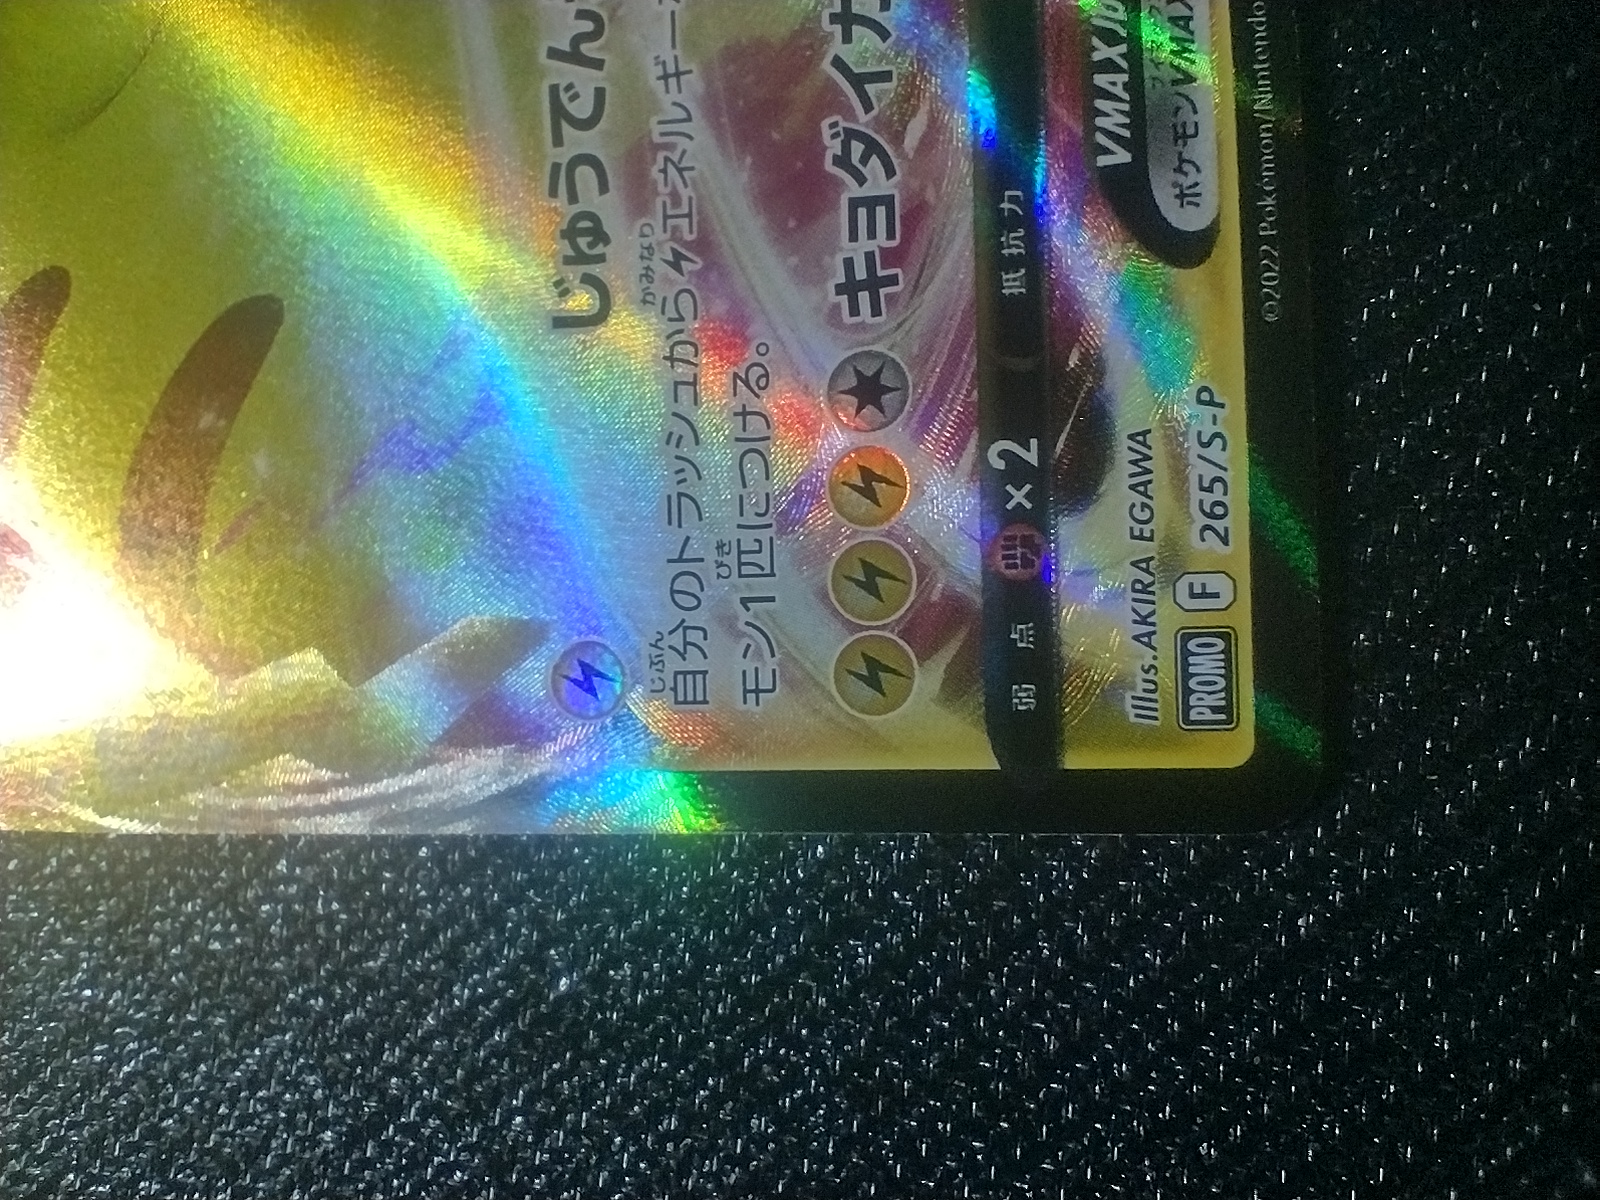 じゅうでん
じぶん かみなり
自分のトラッシュからエネルギー
びき
モン1匹につける。
キョダイ
弱点 ×2 抵抗力
VMAX
Illus.AKIRA EGAWA
ポケモンVMAX
PROMO F 265/S-P
©2022 Pokémon/Nintendo